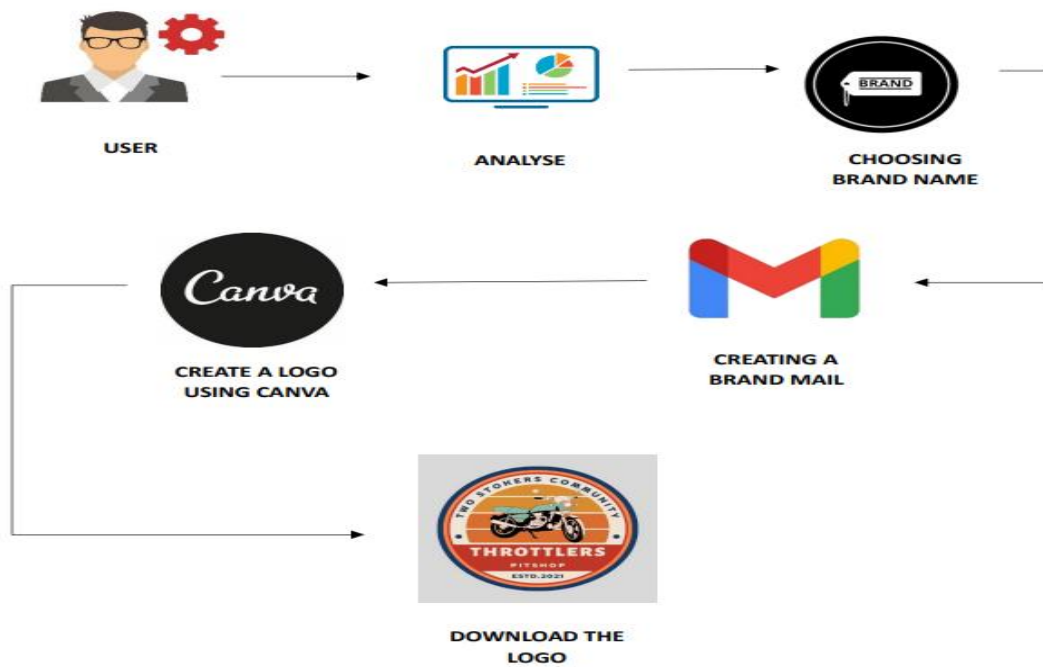 USER
ANALYSE
BRAND
CHOOSING
BRAND NAME
Canva
CREATE A LOGO
USING CANVA
CREATING A
BRAND MAIL
TWO STOKERS COMMUNITY
THROTTLERS
PITSHOP
ESTD.2021
DOWNLOAD THE
LOGO